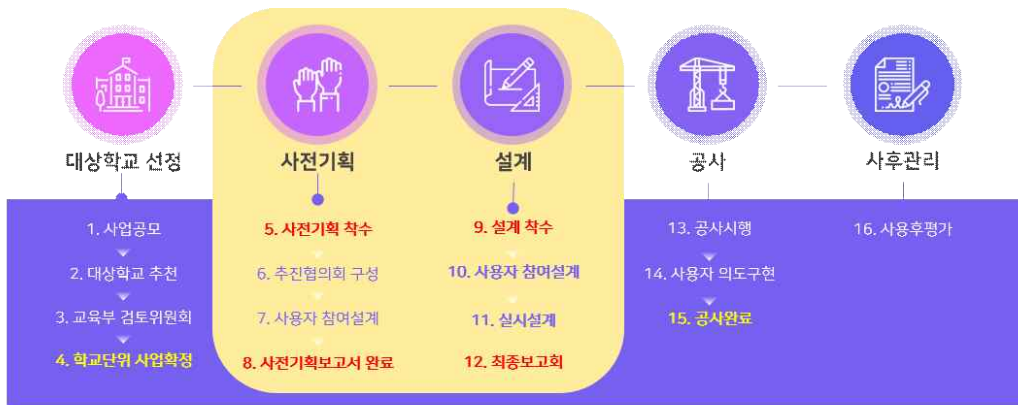 대상학교 선정
1. 사업공모
2. 대상학교 추천
3. 교육부 검토위원회
4. 학교단위 사업확정
사전기획
5. 사전기획 착수
6. 추진협의회 구성
7. 사용자 참여설계
8. 사전기획보고서 완료
설계
9. 설계 착수
10. 사용자 참여설계
11. 실시설계
12. 최종보고회
공사
13. 공사시행
14. 사용자 의도구현
15. 공사완료
사후관리
16. 사용후평가